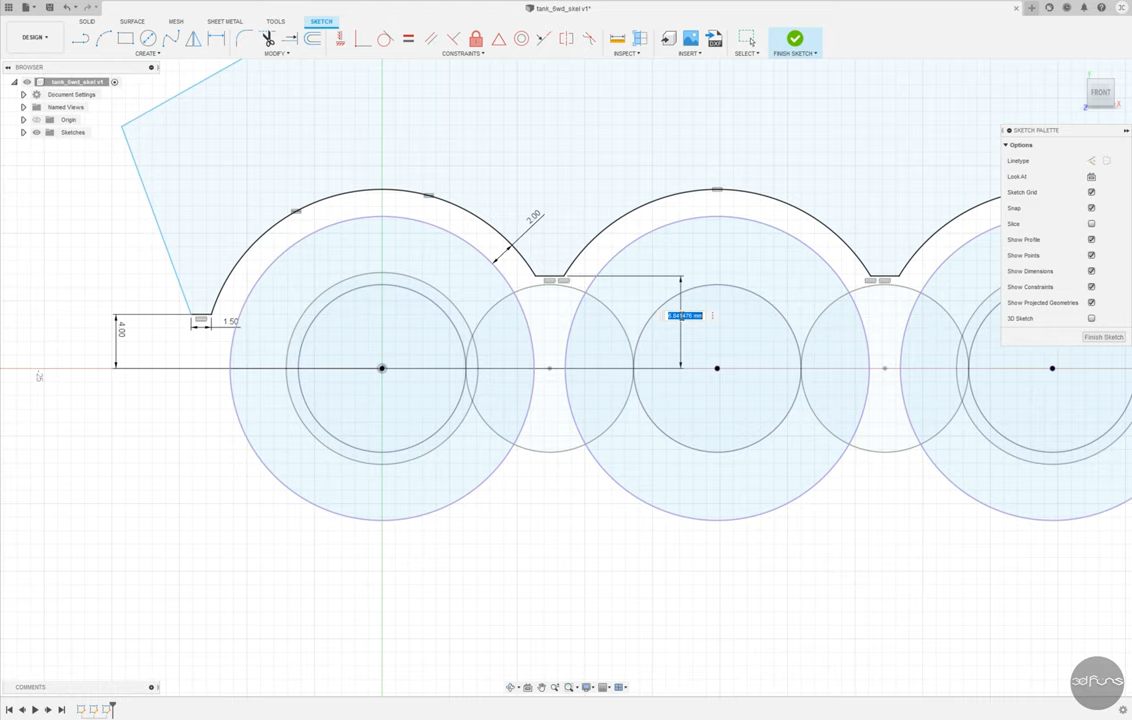 tank_6wd_skel v1*
SOLID SURFACE MESH SHEET METAL TOOLS SKETCH
DESIGN
CREATE MODIFY CONSTRAINTS INSPECT INSERT SELECT FINISH SKETCH
BROWSER
tank_6wd_skel v1
Document Settings
Named Views
Origin
Sketches
FRONT
X
Z
SKETCH PALETTE
Options
Linetype
Look At
Sketch Grid
Snap
Slice
Show Profile
Show Points
Show Dimensions
Show Constraints
Show Projected Geometries
3D Sketch
Finish Sketch
2.00
4.00
1.50
COMMENTS
3dfuns